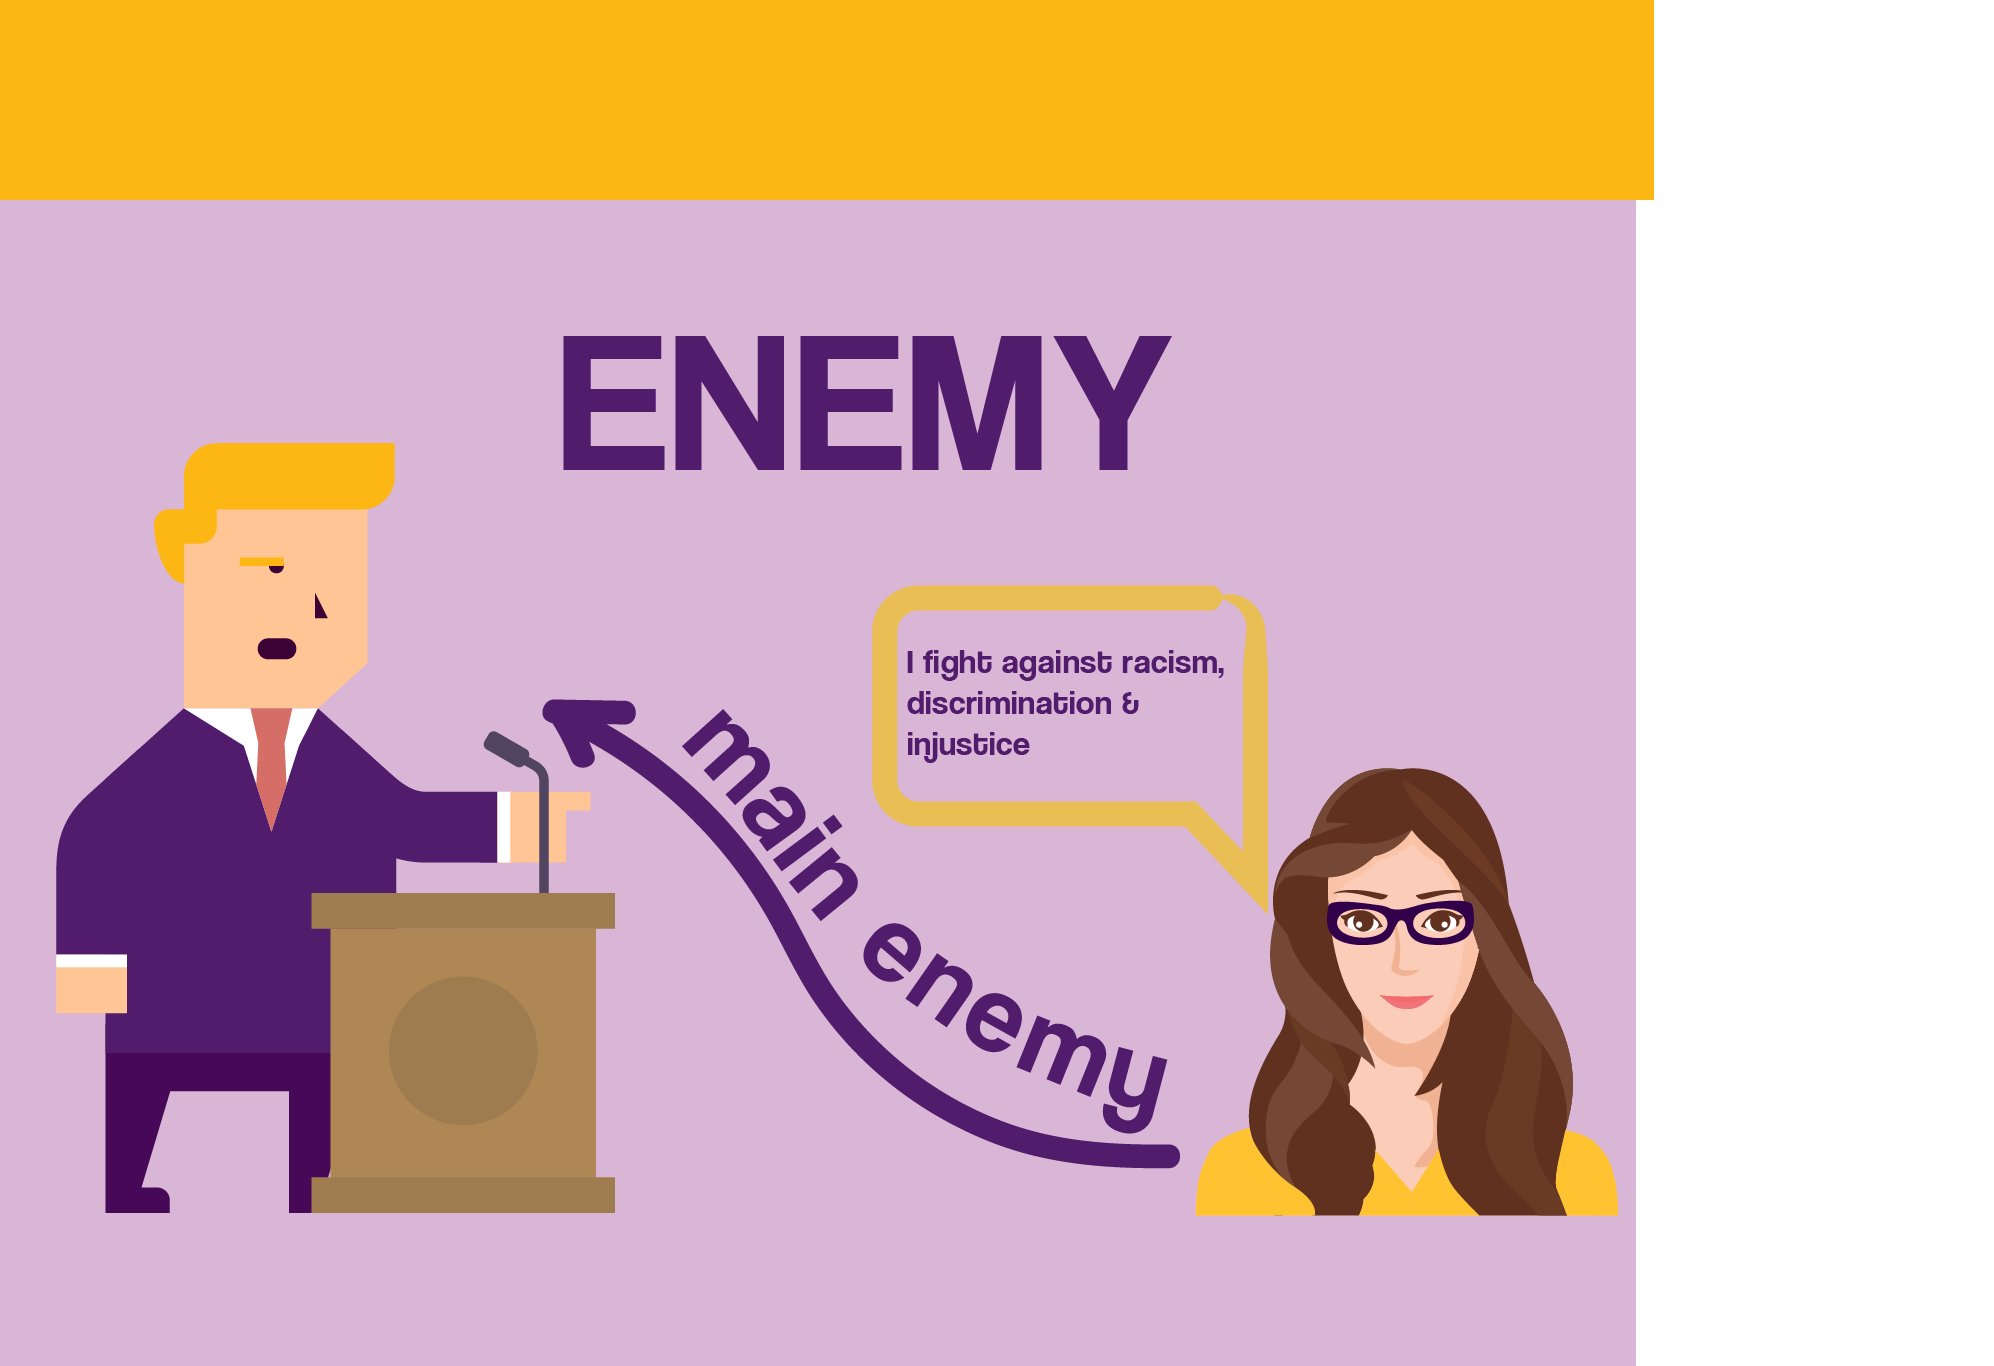 ENEMY
I fight against racism,
discrimination &
injustice
main enemy